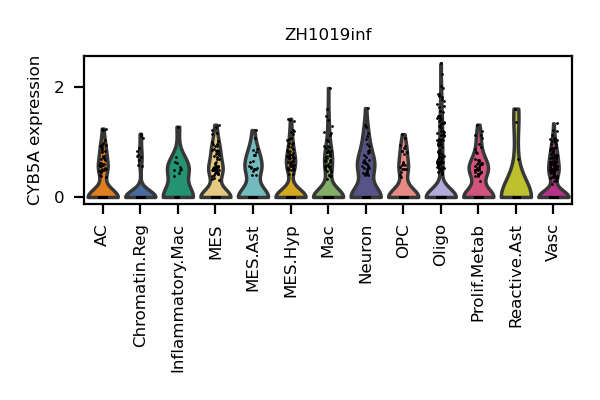 ZH1019inf
CYB5A expression
2
0
AC
Chromatin.Reg
Inflammatory.Mac
MES
MES.Ast
MES.Hyp
Mac
Neuron
OPC
Oligo
Prolif.Metab
Reactive.Ast
Vasc